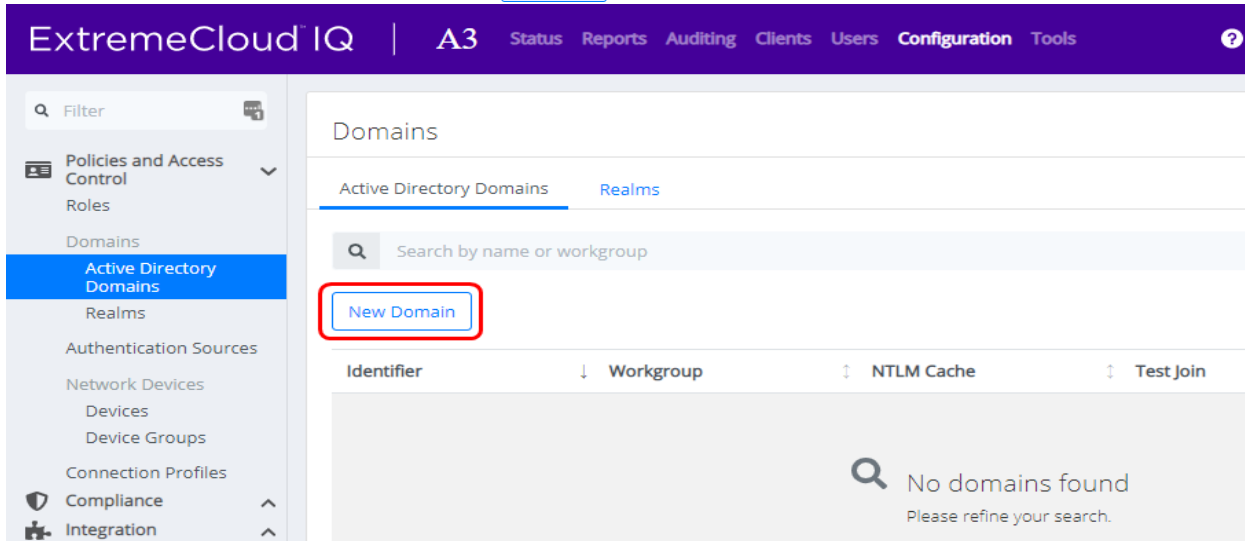 ExtremeCloud™ IQ | A3 Status Reports Auditing Clients Users Configuration Tools ?
Filter
Domains
Policies and Access
Control
Active Directory Domains Realms
Roles
Domains
Search by name or workgroup
Active Directory
Domains
New Domain
Realms
Authentication Sources
Identifier ↓ Workgroup ↕ NTLM Cache ↕ Test Join
Network Devices
Devices
Device Groups
Connection Profiles
No domains found
Compliance
Please refine your search.
Integration